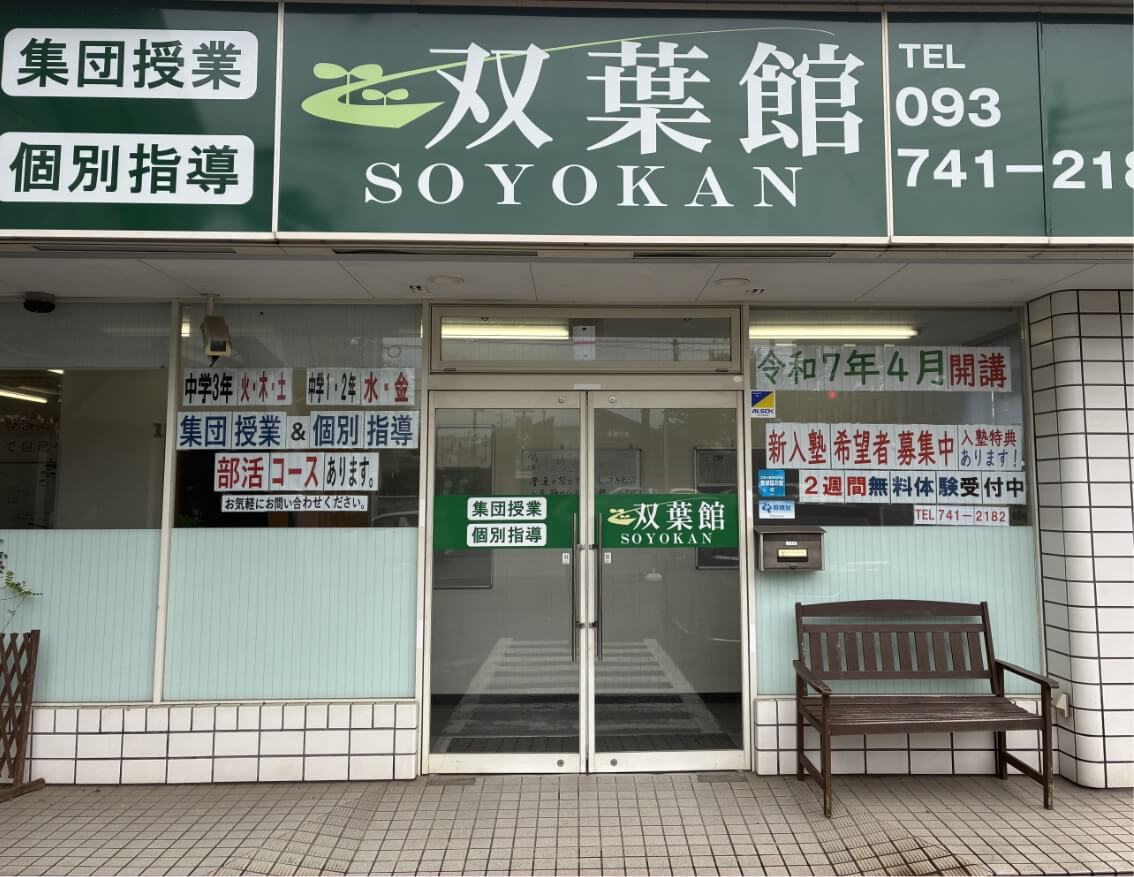 集団授業
個別指導
双葉館
SOYOKAN
TEL
093
741-218
中学3年 火・木・土 中学1・2年 水・金
集団 授業 & 個別 指導
部活 コース あります。
お気軽にお問い合わせください。
集団授業
個別指導
双葉館
SOYOKAN
令和7年4月開講
ALSOK
新入塾 希望者 募集中 入塾特典あります!
2週間無料体験受付中
TEL 741-2182